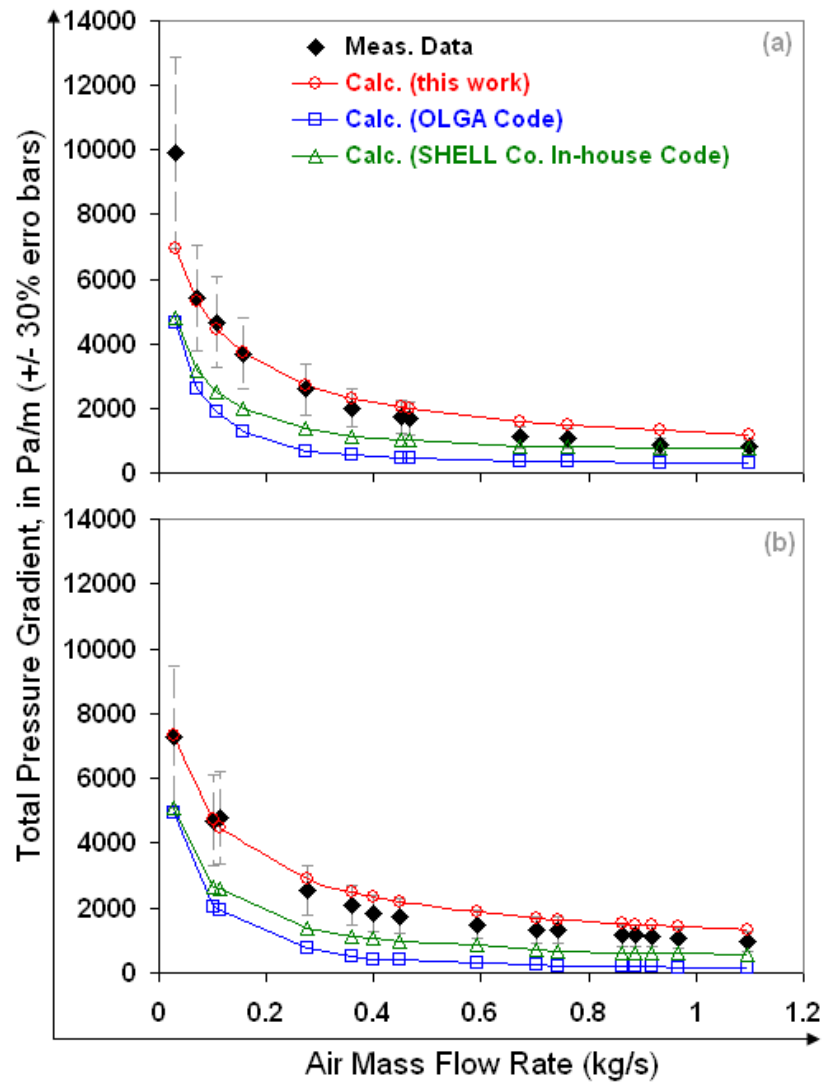 Total Pressure Gradient, in Pa/m (+/- 30% erro bars)
14000
12000
10000
8000
6000
4000
2000
0
(a)
Meas. Data
Calc. (this work)
Calc. (OLGA Code)
Calc. (SHELL Co. In-house Code)
14000
12000
10000
8000
6000
4000
2000
0
(b)
0 0.2 0.4 0.6 0.8 1 1.2
Air Mass Flow Rate (kg/s)